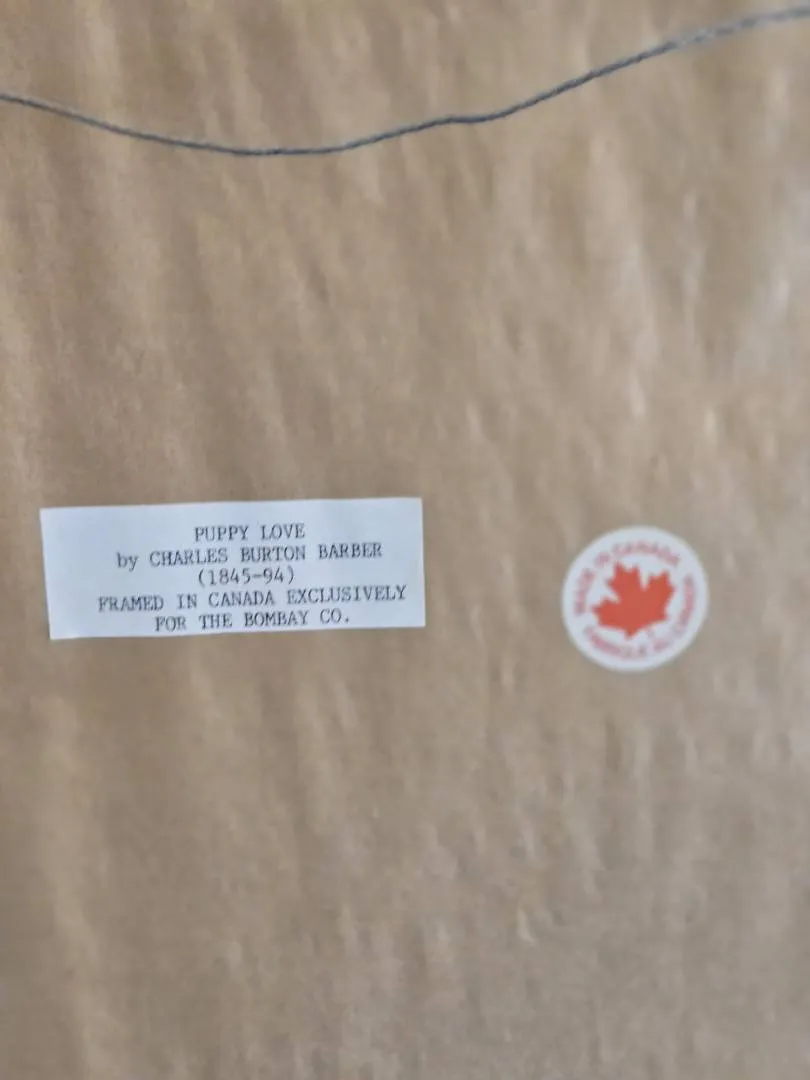 PUPPY LOVE
by CHARLES BURTON BARBER
(1845-94)
FRAMED IN CANADA EXCLUSIVELY
FOR THE BOMBAY CO.
MADE IN CANADA
FABRIQUÉ AU CANADA